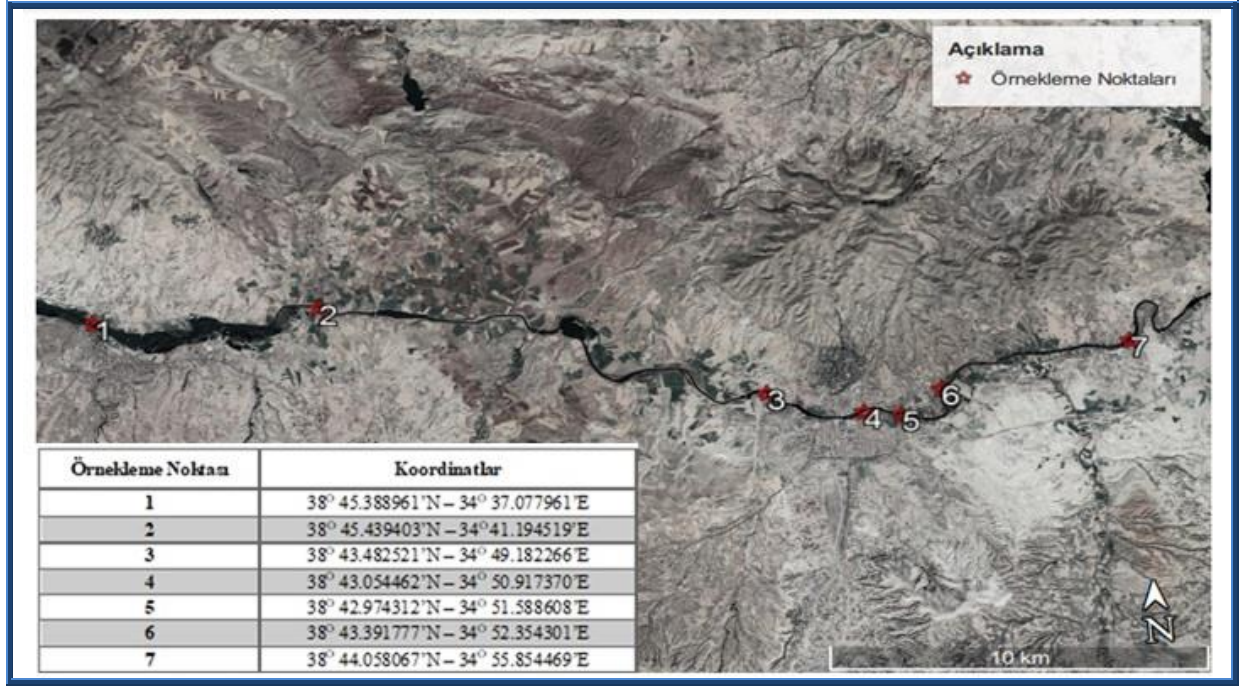 Açıklama
Örnekleme Noktaları
1
2
3
4
5
6
7
Örnekleme Noktası Koordinatlar
1 38° 45.388961'N – 34° 37.077961'E
2 38° 45.439403'N – 34° 41.194519'E
3 38° 43.482521'N – 34° 49.182266'E
4 38° 43.054462'N – 34° 50.917370'E
5 38° 42.974312'N – 34° 51.588608'E
6 38° 43.391777'N – 34° 52.354301'E
7 38° 44.058067'N – 34° 55.854469'E
N
10 km